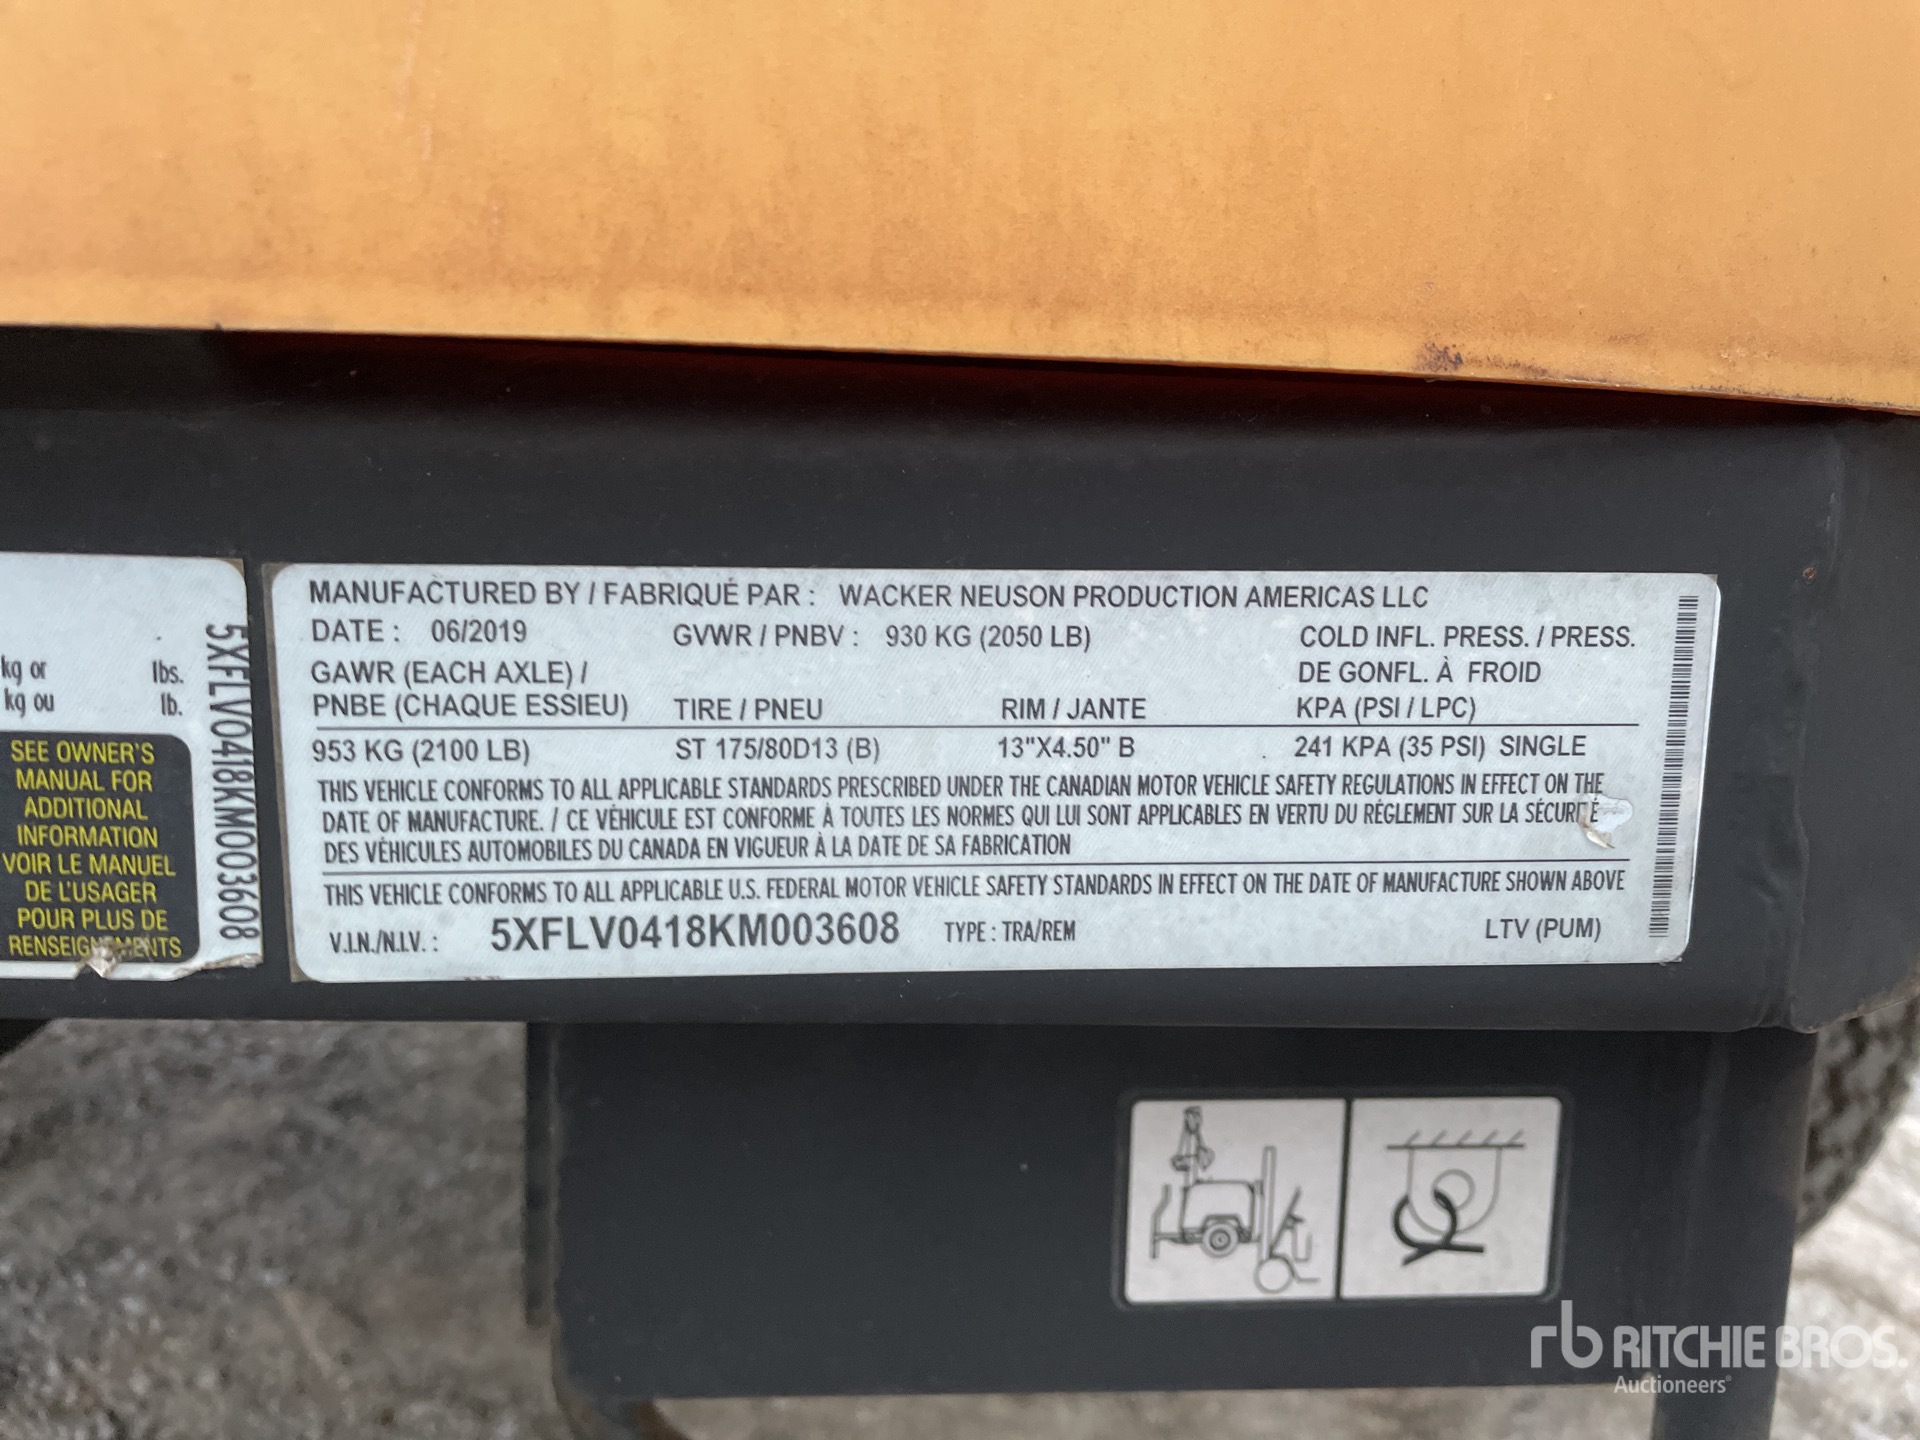 MANUFACTURED BY / FABRIQUÉ PAR : WACKER NEUSON PRODUCTION AMERICAS LLC
DATE : 06/2019 GVWR / PNBV : 930 KG (2050 LB) COLD INFL. PRESS. / PRESS.
GAWR (EACH AXLE) / DE GONFL. À FROID
PNBE (CHAQUE ESSIEU) TIRE / PNEU RIM / JANTE KPA (PSI / LPC)
953 KG (2100 LB) ST 175/80D13 (B) 13"X4.50" B 241 KPA (35 PSI) SINGLE
THIS VEHICLE CONFORMS TO ALL APPLICABLE STANDARDS PRESCRIBED UNDER THE CANADIAN MOTOR VEHICLE SAFETY REGULATIONS IN EFFECT ON THE
DATE OF MANUFACTURE. / CE VÉHICULE EST CONFORME À TOUTES LES NORMES QUI LUI SONT APPLICABLES EN VERTU DU RÉGLEMENT SUR LA SÉCURITÉ
DES VÉHICULES AUTOMOBILES DU CANADA EN VIGUEUR À LA DATE DE SA FABRICATION
THIS VEHICLE CONFORMS TO ALL APPLICABLE U.S. FEDERAL MOTOR VEHICLE SAFETY STANDARDS IN EFFECT ON THE DATE OF MANUFACTURE SHOWN ABOVE
V.I.N./N.I.V. : 5XFLV0418KM003608 TYPE : TRA/REM LTV (PUM)
kg or lbs.
kg ou lb.
SEE OWNER'S
MANUAL FOR
ADDITIONAL
INFORMATION
VOIR LE MANUEL
DE L'USAGER
POUR PLUS DE
RENSEIGNEMENTS
5XFLV0418KM003608
rb RITCHIE BROS.
Auctioneers